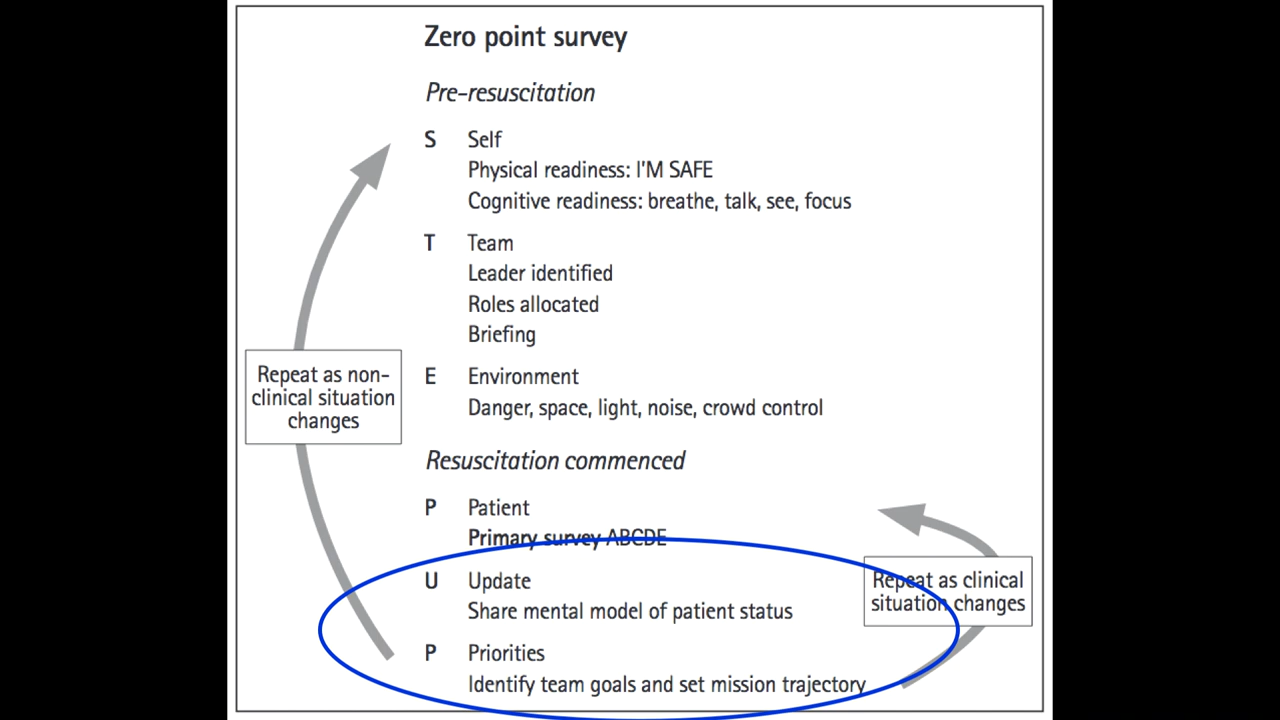 Zero point survey
Pre-resuscitation
S Self
Physical readiness: I'M SAFE
Cognitive readiness: breathe, talk, see, focus
T Team
Leader identified
Roles allocated
Briefing
E Environment
Danger, space, light, noise, crowd control
Repeat as non-
clinical situation
changes
Resuscitation commenced
P Patient
Primary survey ABCDE
U Update
Share mental model of patient status
P Priorities
Identify team goals and set mission trajectory
Repeat as clinical
situation changes